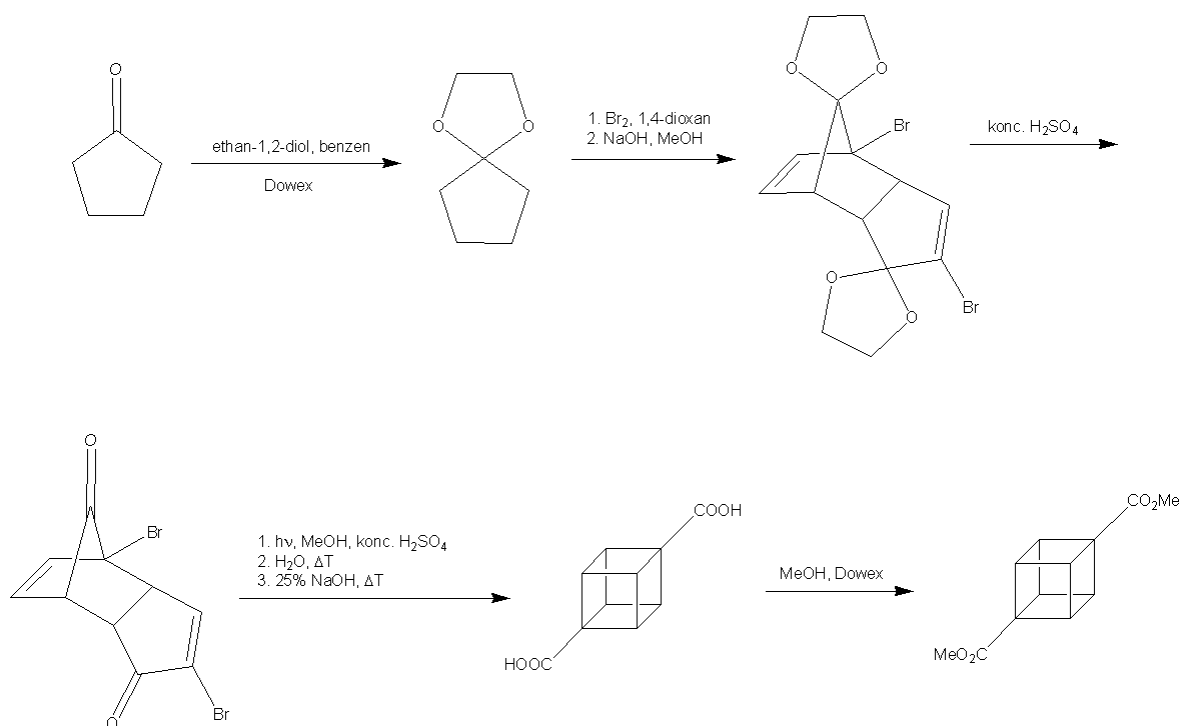 O
ethan-1,2-diol, benzen
Dowex
O O
1. Br₂, 1,4-dioxan
2. NaOH, MeOH
O O
Br
O
O
Br
konc. H₂SO₄
O
Br
O
Br
1. hν, MeOH, konc. H₂SO₄
2. H₂O, ΔT
3. 25% NaOH, ΔT
COOH
HOOC
MeOH, Dowex
CO₂Me
MeO₂C